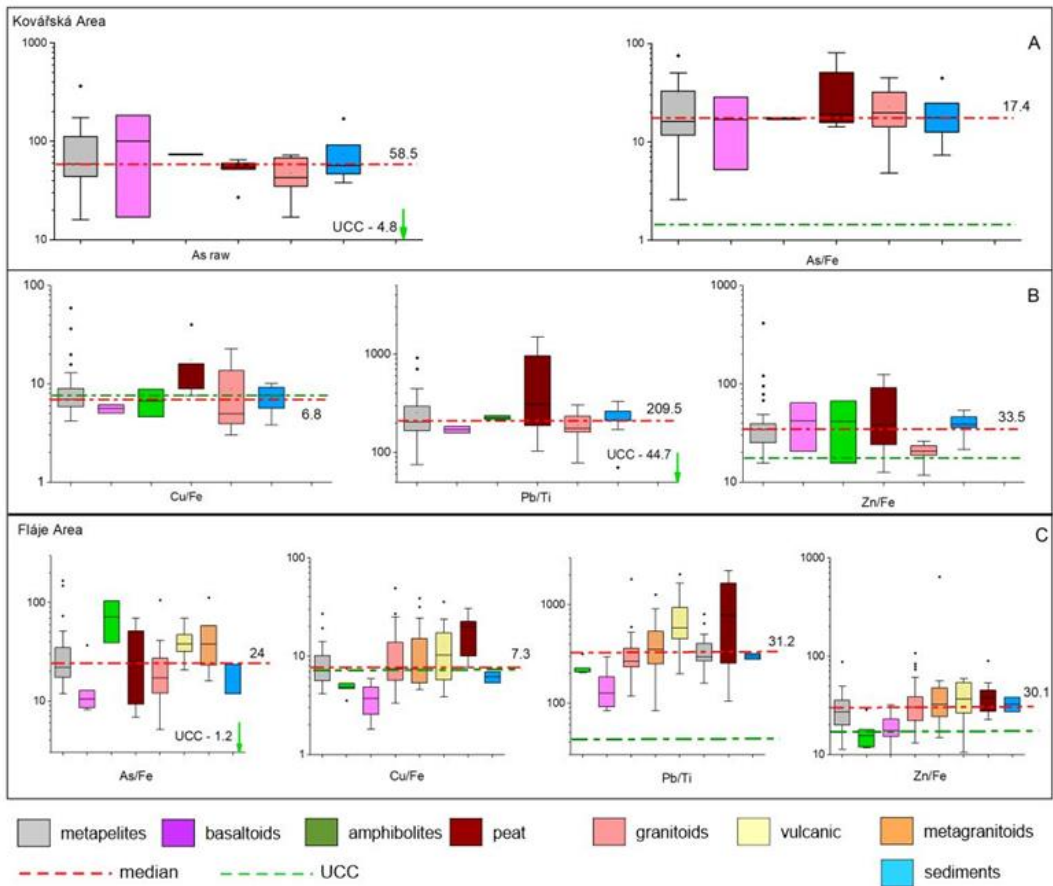 Kovářská Area
A
1000
100
10
58.5
UCC - 4.8
As raw
100
10
1
17.4
As/Fe
B
100
10
1
6.8
Cu/Fe
1000
100
209.5
UCC - 44.7
Pb/Ti
1000
100
10
33.5
Zn/Fe
Fláje Area
C
100
10
24
UCC - 1.2
As/Fe
100
10
1
7.3
Cu/Fe
1000
100
31.2
Pb/Ti
1000
100
10
30.1
Zn/Fe
metapelites
basaltoids
amphibolites
peat
granitoids
vulcanic
metagranitoids
median
UCC
sediments